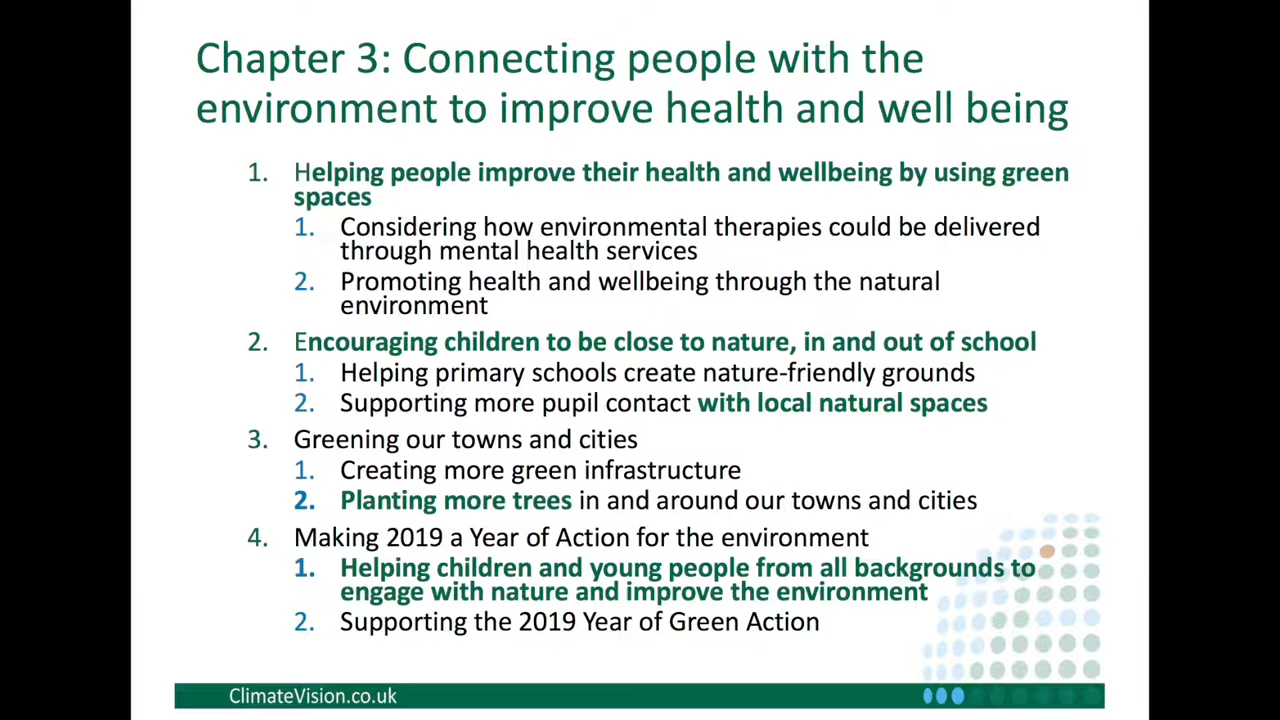 Chapter 3: Connecting people with the
environment to improve health and well being
1. Helping people improve their health and wellbeing by using green
spaces
1. Considering how environmental therapies could be delivered
through mental health services
2. Promoting health and wellbeing through the natural
environment
2. Encouraging children to be close to nature, in and out of school
1. Helping primary schools create nature-friendly grounds
2. Supporting more pupil contact with local natural spaces
3. Greening our towns and cities
1. Creating more green infrastructure
2. Planting more trees in and around our towns and cities
4. Making 2019 a Year of Action for the environment
1. Helping children and young people from all backgrounds to
engage with nature and improve the environment
2. Supporting the 2019 Year of Green Action
ClimateVision.co.uk